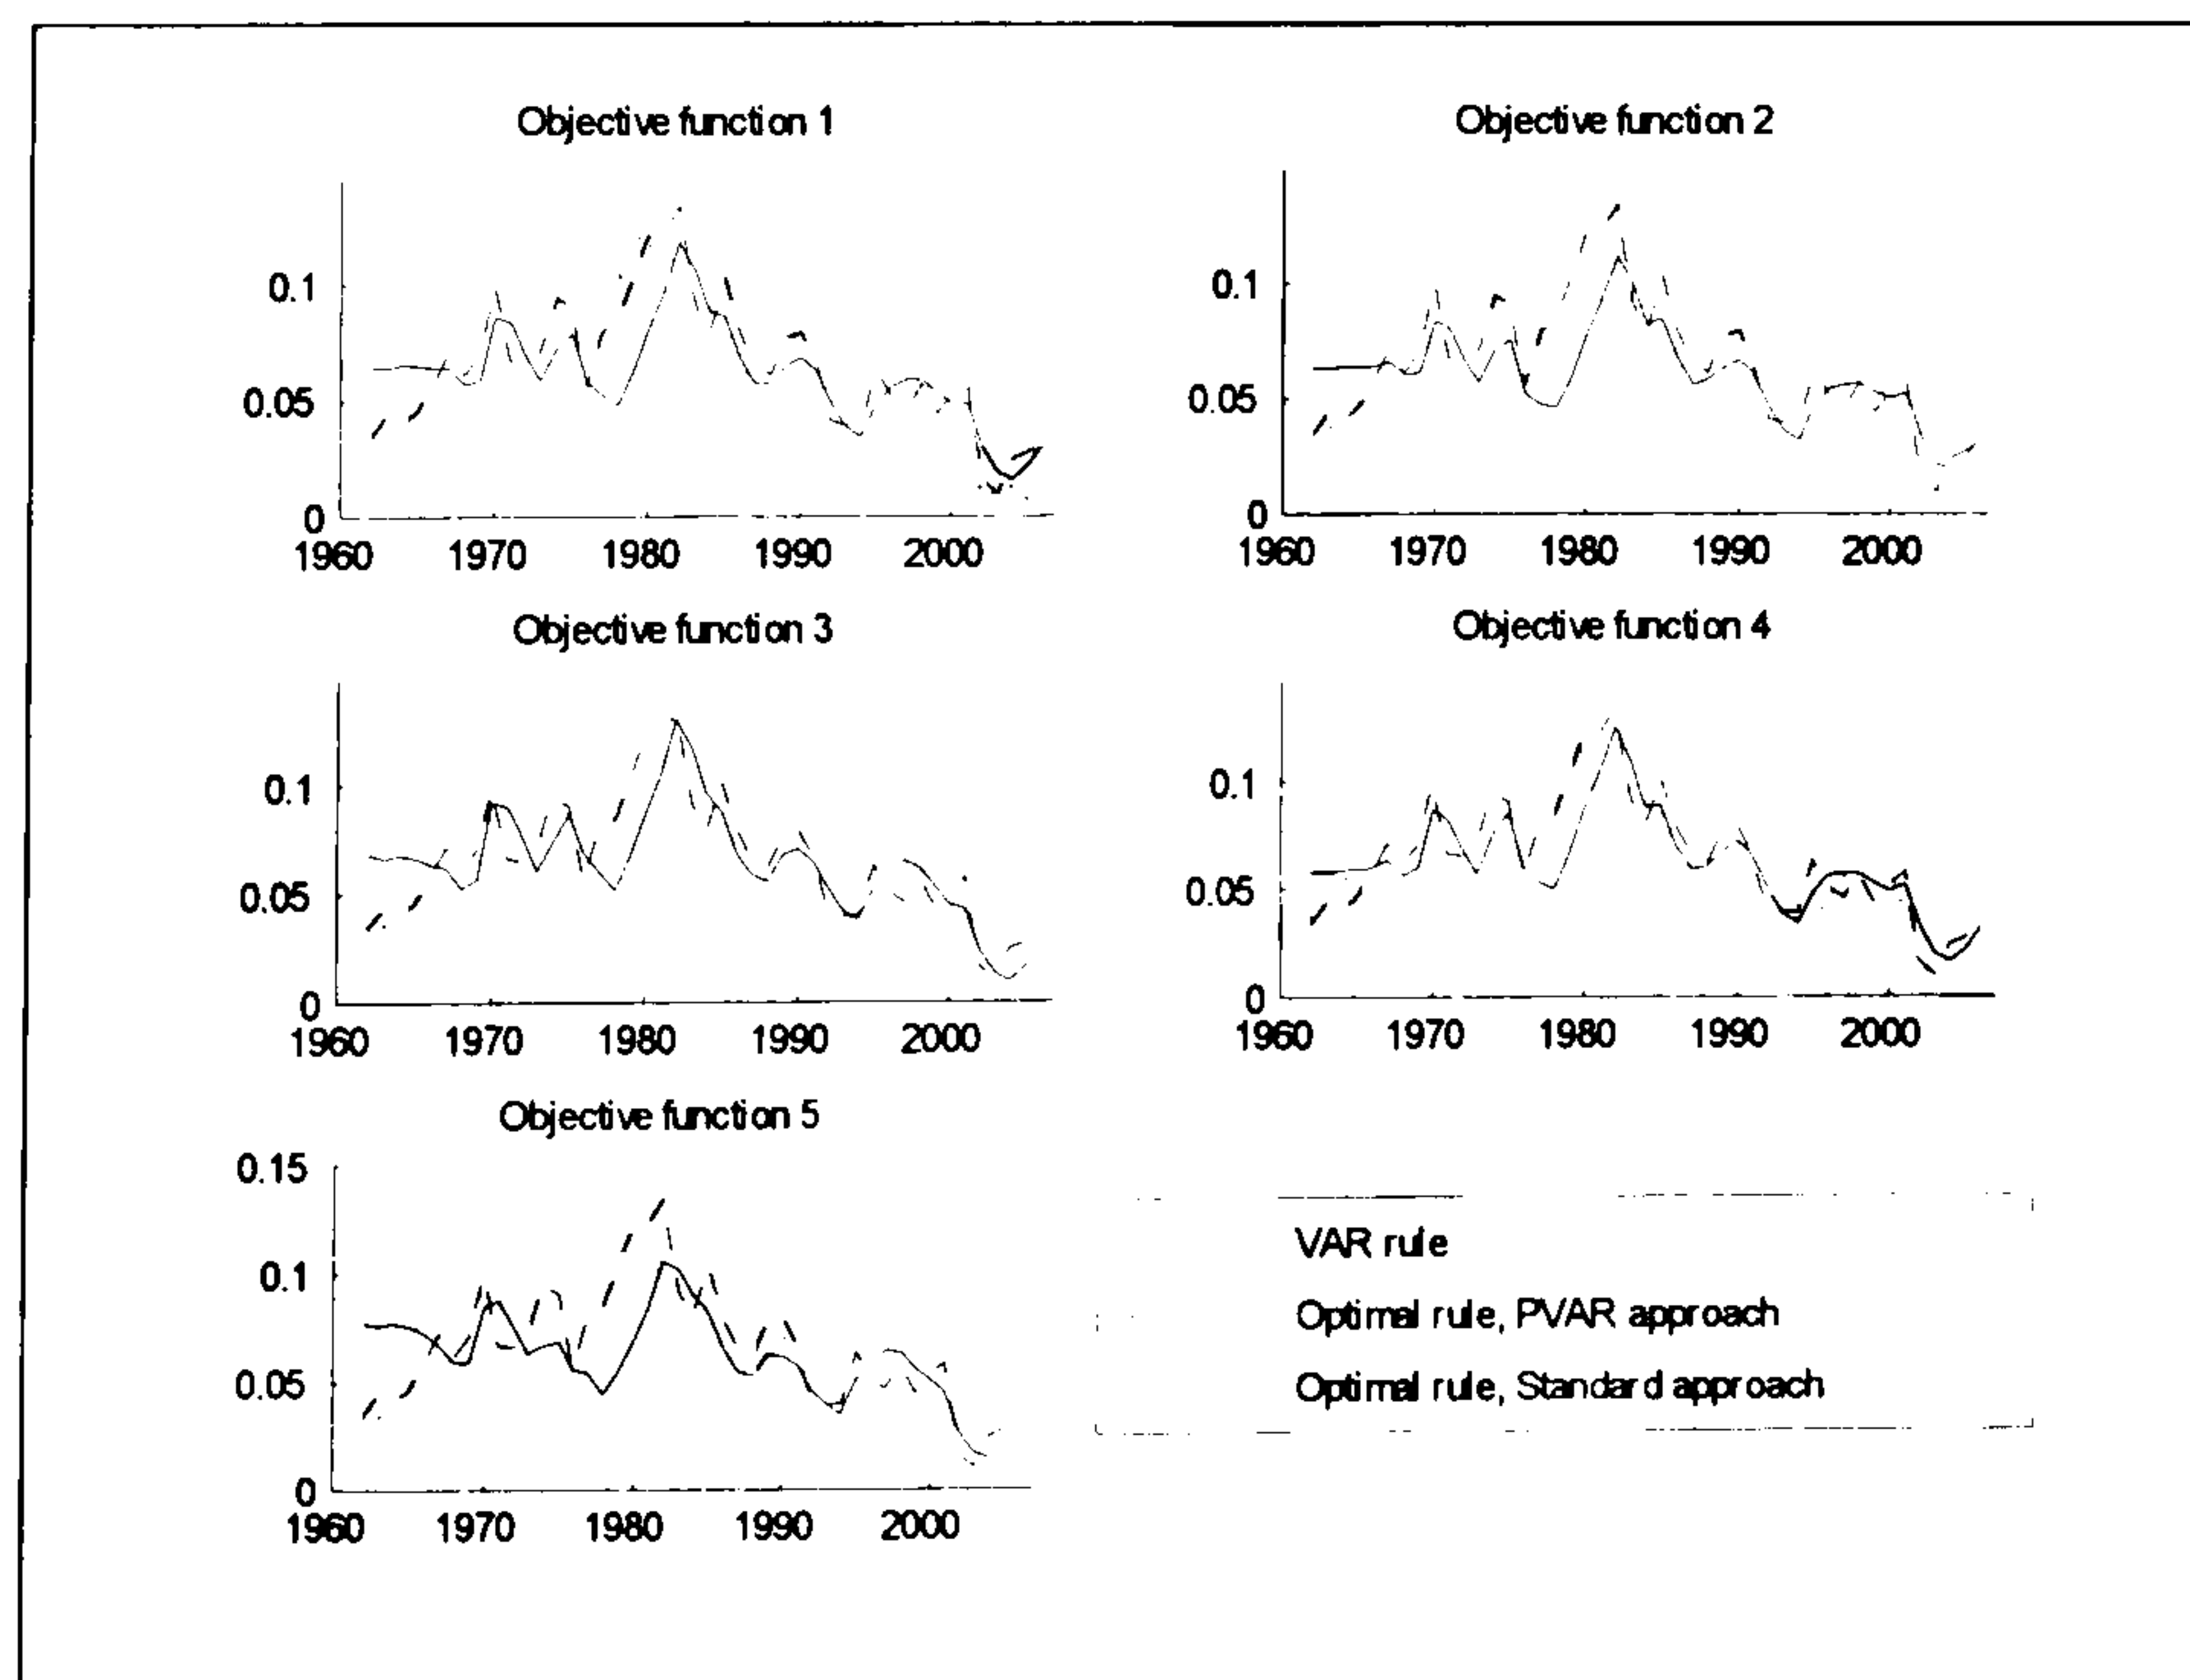 Objective function 1
Objective function 2
0.1
0.05
0
1960 1970 1980 1990 2000
0.1
0.05
0
1960 1970 1980 1990 2000
Objective function 3
Objective function 4
0.1
0.05
0
1960 1970 1980 1990 2000
0.1
0.05
0
1960 1970 1980 1990 2000
Objective function 5
0.15
0.1
0.05
0
1960 1970 1980 1990 2000
VAR rule
Optimal rule, PVAR approach
Optimal rule, Standard approach